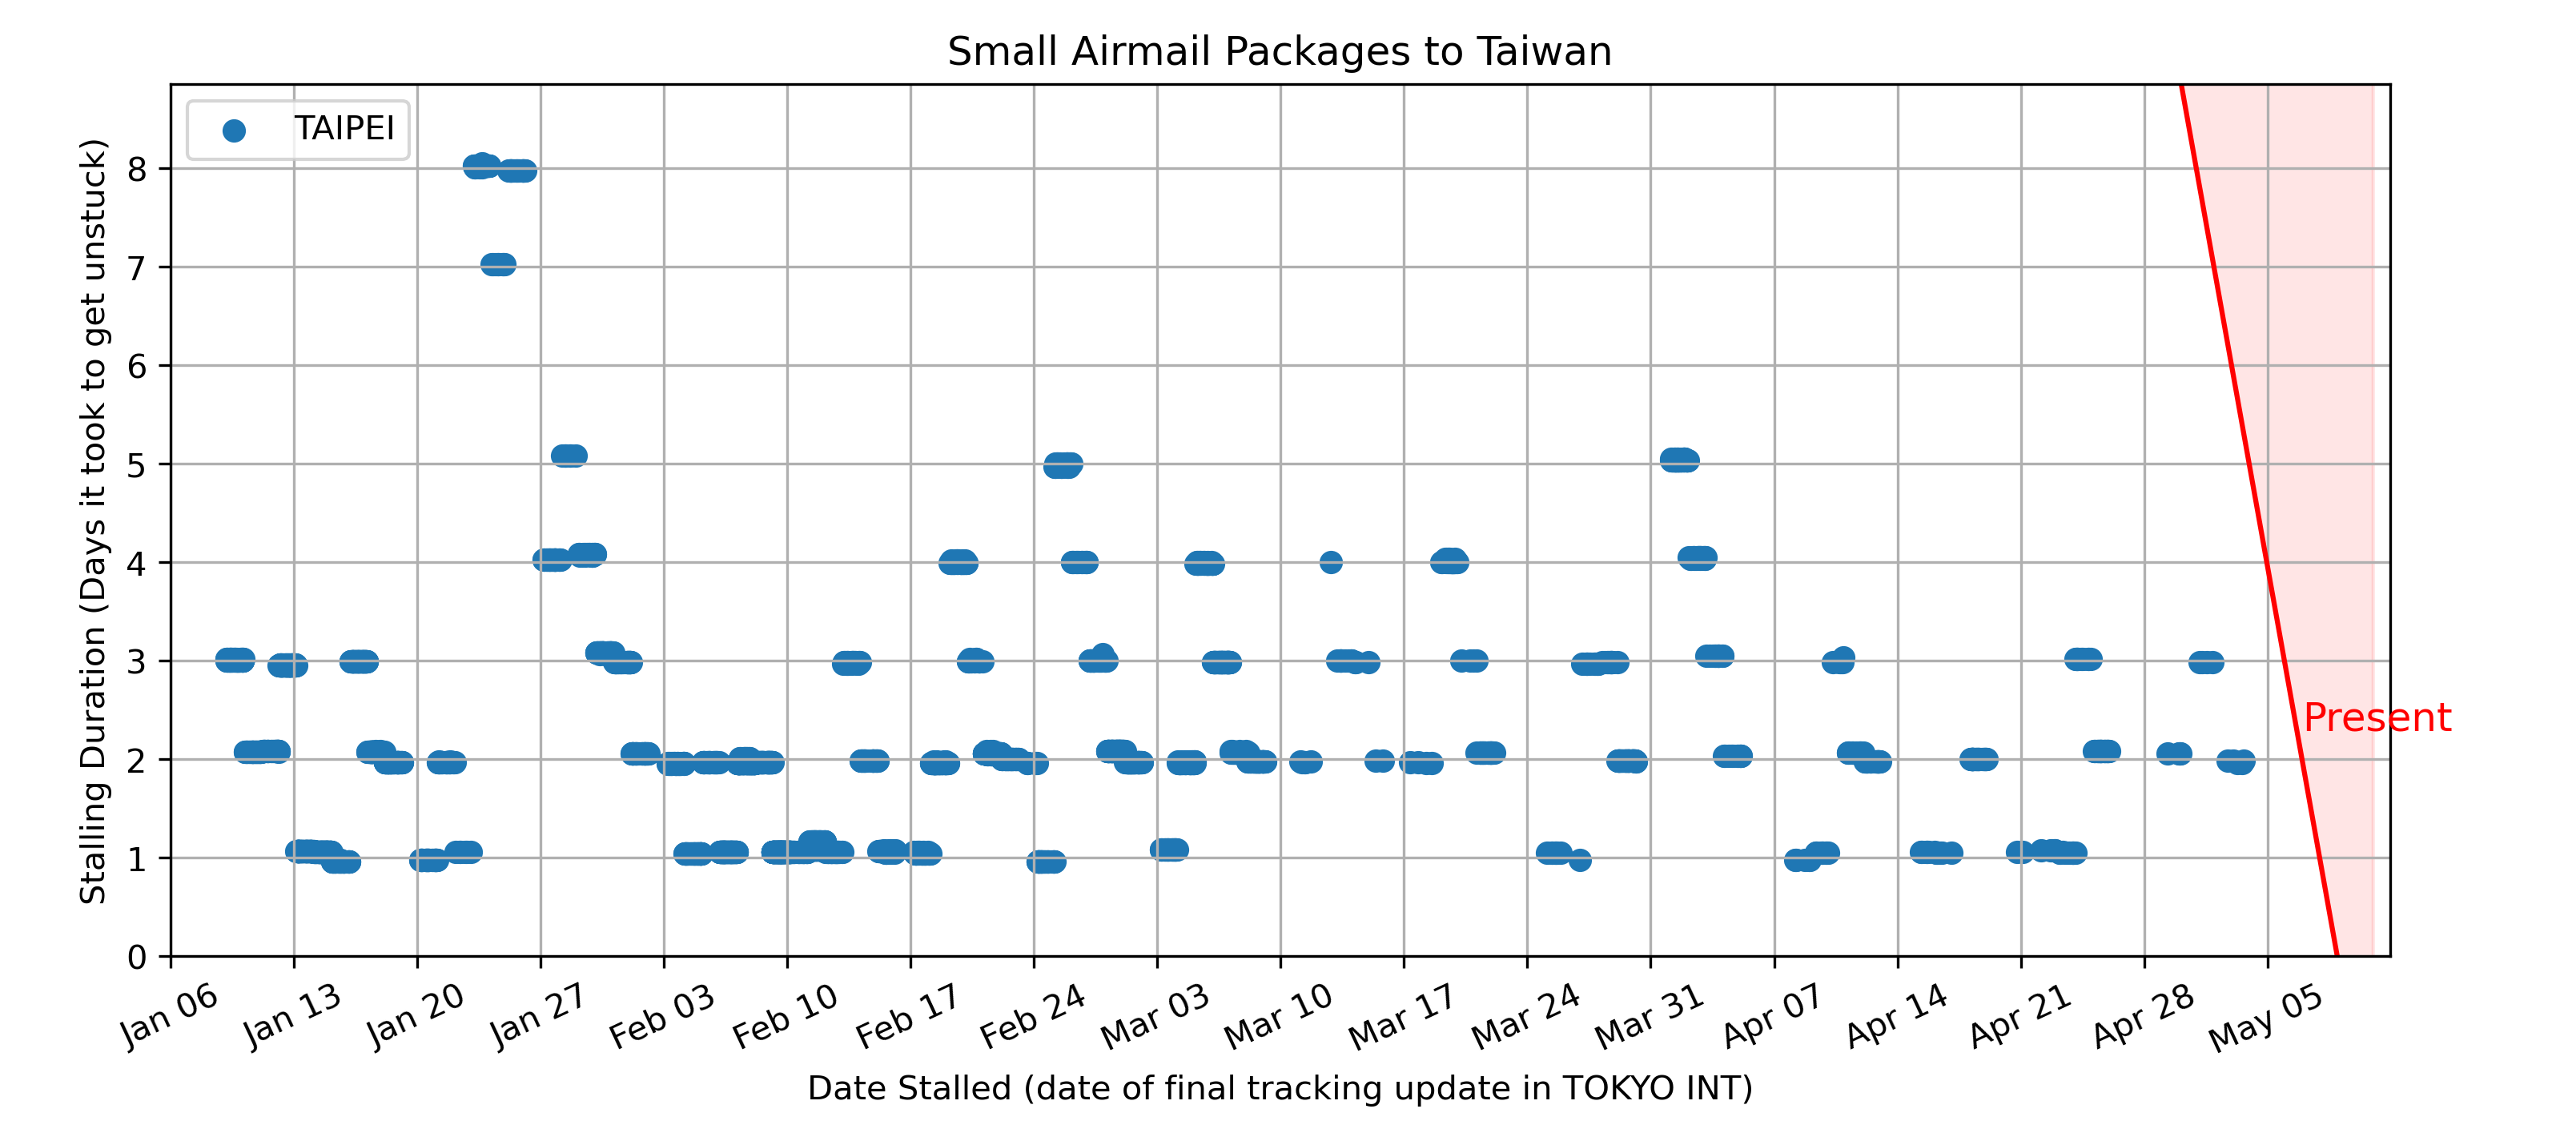 Small Airmail Packages to Taiwan
TAIPEI
Stalling Duration (Days it took to get unstuck)
8
7
6
5
4
3
2
1
0
Present
Jan 06
Jan 13
Jan 20
Jan 27
Feb 03
Feb 10
Feb 17
Feb 24
Mar 03
Mar 10
Mar 17
Mar 24
Mar 31
Apr 07
Apr 14
Apr 21
Apr 28
May 05
Date Stalled (date of final tracking update in TOKYO INT)